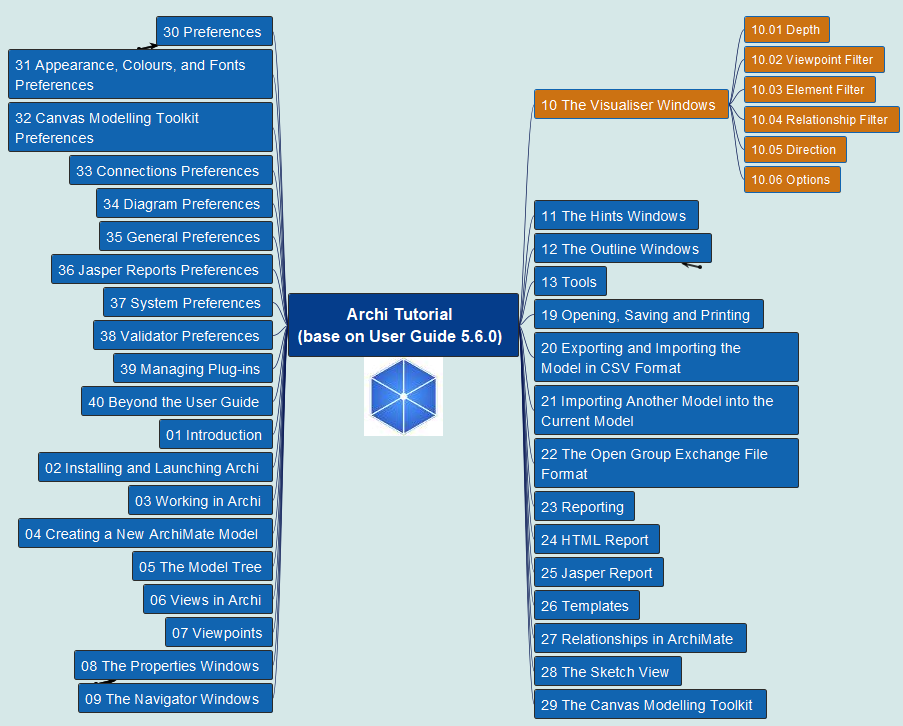 30 Preferences
31 Appearance, Colours, and Fonts
Preferences
32 Canvas Modelling Toolkit
Preferences
33 Connections Preferences
34 Diagram Preferences
35 General Preferences
36 Jasper Reports Preferences
37 System Preferences
38 Validator Preferences
39 Managing Plug-ins
40 Beyond the User Guide
01 Introduction
02 Installing and Launching Archi
03 Working in Archi
04 Creating a New ArchiMate Model
05 The Model Tree
06 Views in Archi
07 Viewpoints
08 The Properties Windows
09 The Navigator Windows
Archi Tutorial
(base on User Guide 5.6.0)
10 The Visualiser Windows
10.01 Depth
10.02 Viewpoint Filter
10.03 Element Filter
10.04 Relationship Filter
10.05 Direction
10.06 Options
11 The Hints Windows
12 The Outline Windows
13 Tools
19 Opening, Saving and Printing
20 Exporting and Importing the
Model in CSV Format
21 Importing Another Model into the
Current Model
22 The Open Group Exchange File
Format
23 Reporting
24 HTML Report
25 Jasper Report
26 Templates
27 Relationships in ArchiMate
28 The Sketch View
29 The Canvas Modelling Toolkit